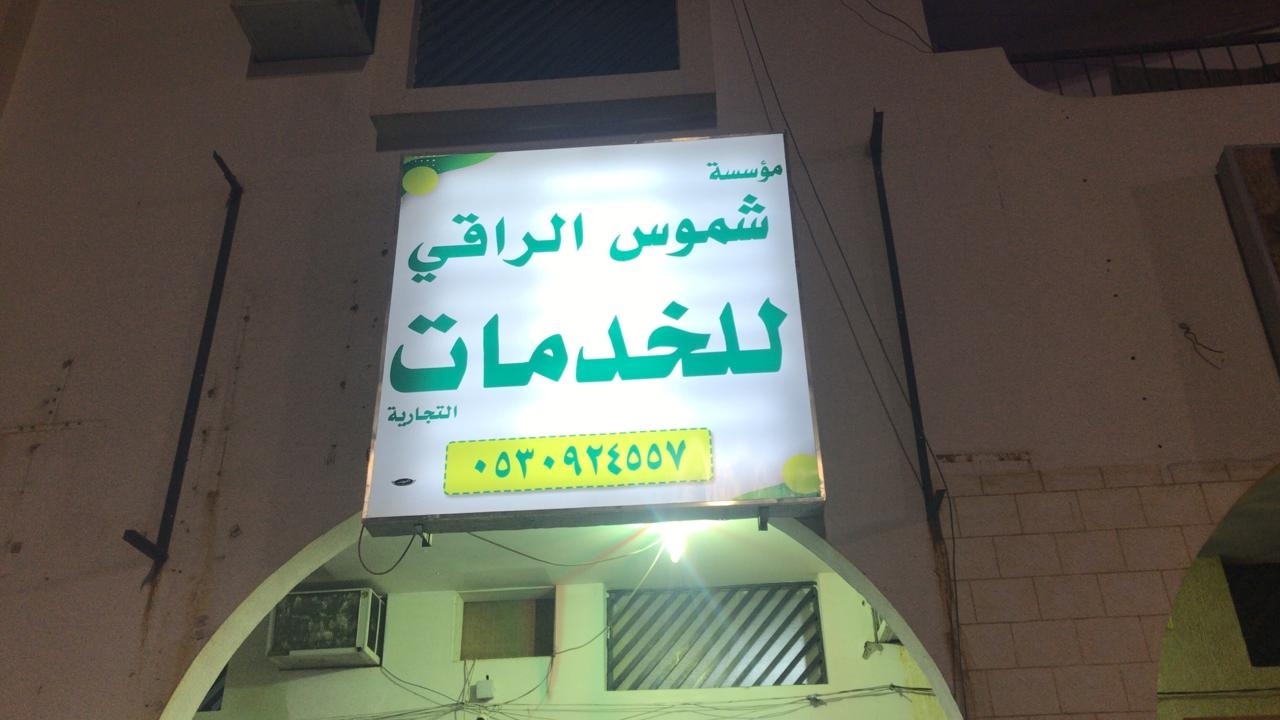 مؤسسة
شموس الراقي
للخدمات
التجارية
٠٥٣٠٩٢٤٥٥٧